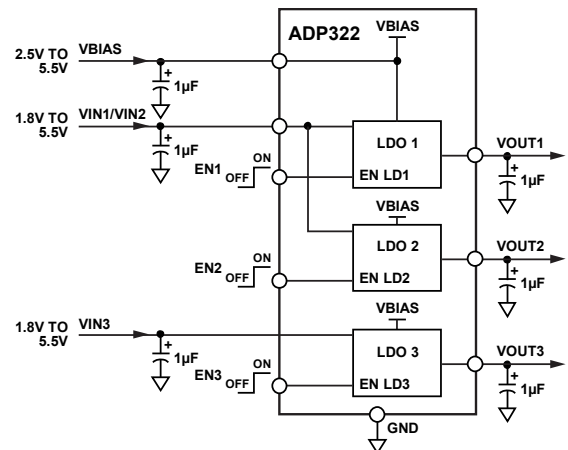 ADP322
VBIAS
2.5V TO
5.5V
VBIAS
+
1µF
1.8V TO
5.5V
VIN1/VIN2
+
1µF
LDO 1
EN LD1
VOUT1
+
1µF
EN1
ON
OFF
VBIAS
LDO 2
EN LD2
VOUT2
+
1µF
EN2
ON
OFF
VBIAS
1.8V TO
5.5V
VIN3
+
1µF
LDO 3
EN LD3
VOUT3
+
1µF
EN3
ON
OFF
GND